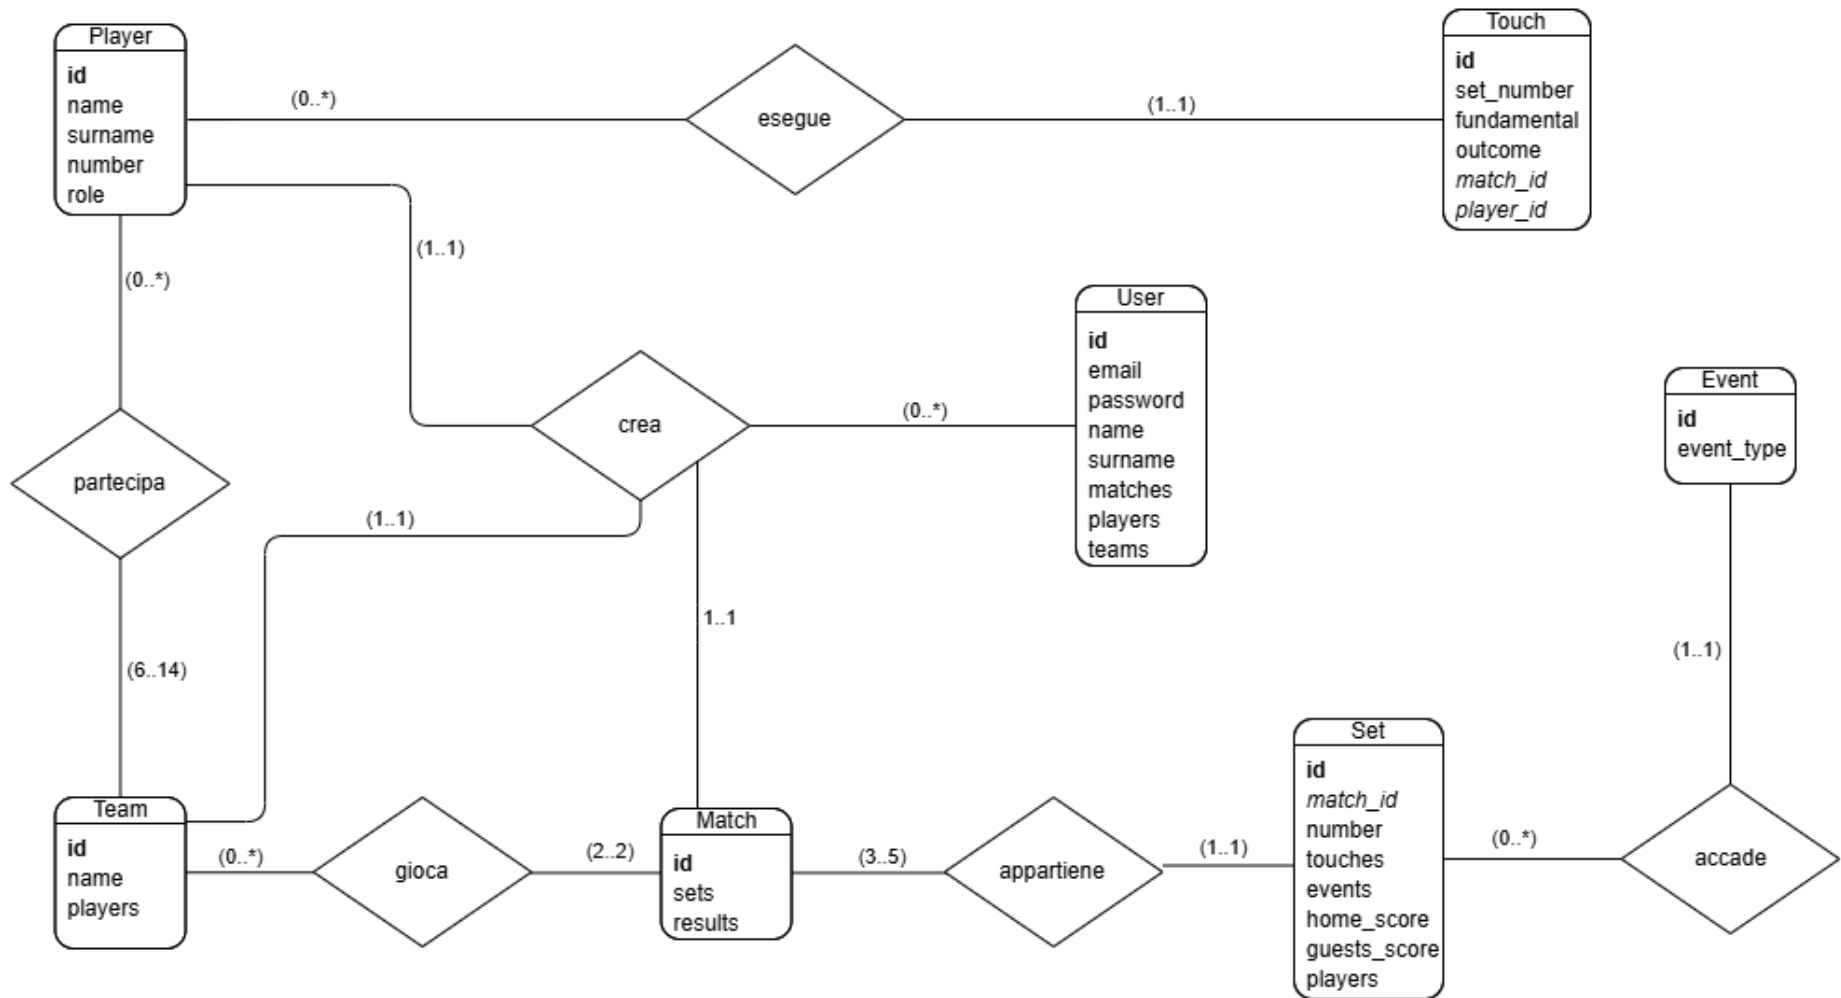 Player
id
name
surname
number
role
(0..*)
esegue
(1..1)
Touch
id
set_number
fundamental
outcome
match_id
player_id
(1..1)
(0..*)
User
id
email
password
name
surname
matches
players
teams
crea
(0..*)
Event
id
event_type
partecipa
(1..1)
1..1
(1..1)
(6..14)
Team
id
name
players
(0..*)
gioca
(2..2)
Match
id
sets
results
(3..5)
appartiene
(1..1)
Set
id
match_id
number
touches
events
home_score
guests_score
players
(0..*)
accade